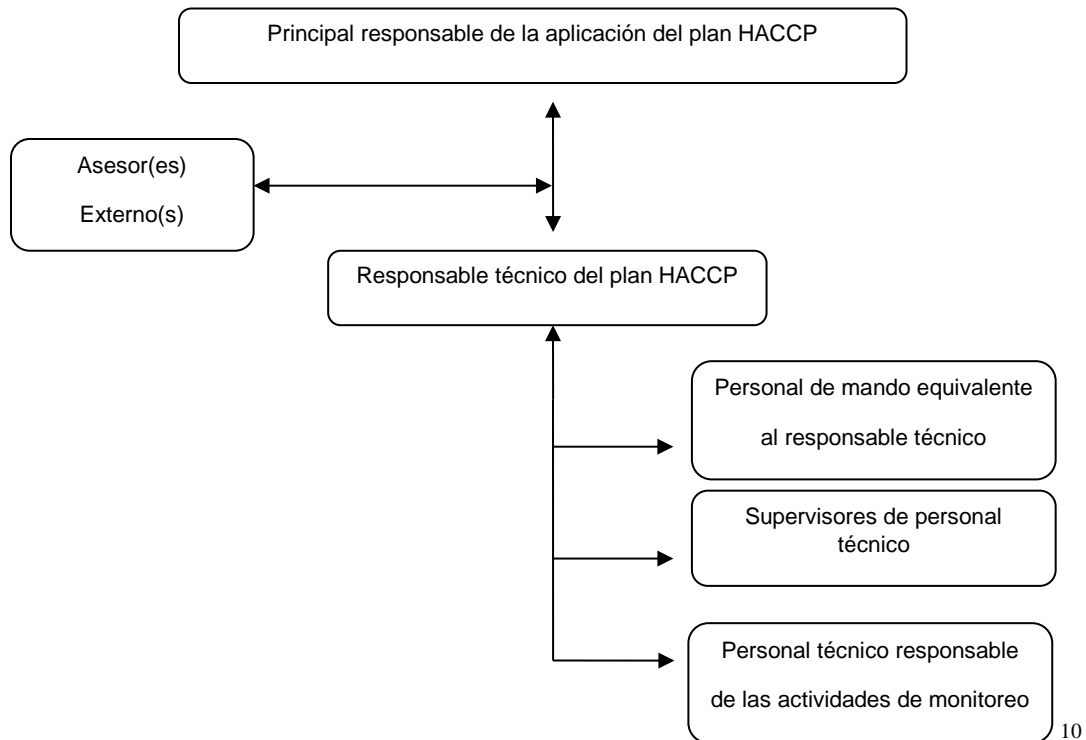 Principal responsable de la aplicación del plan HACCP
Asesor(es)
Externo(s)
Responsable técnico del plan HACCP
Personal de mando equivalente
al responsable técnico
Supervisores de personal
técnico
Personal técnico responsable
de las actividades de monitoreo
10